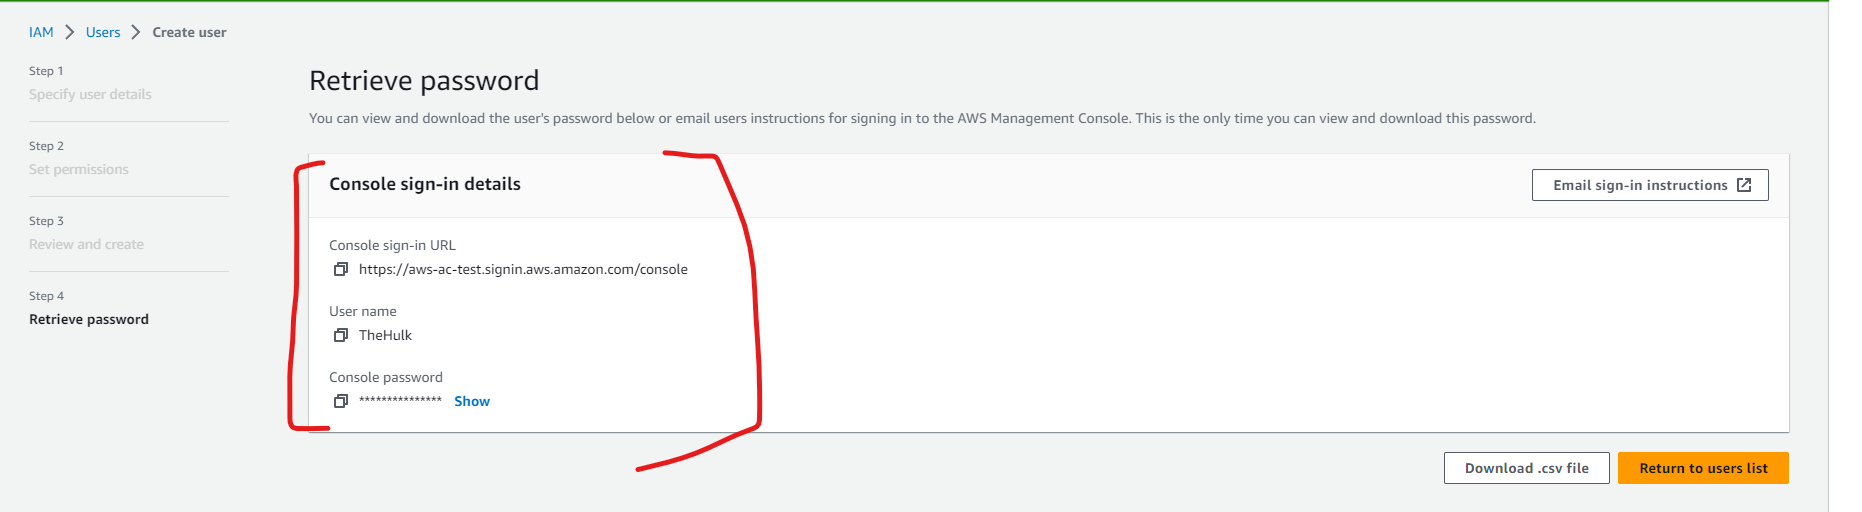 IAM > Users > Create user
Step 1
Specify user details
Step 2
Set permissions
Step 3
Review and create
Step 4
Retrieve password
Retrieve password
You can view and download the user's password below or email users instructions for signing in to the AWS Management Console. This is the only time you can view and download this password.
Console sign-in details
Email sign-in instructions
Console sign-in URL
https://aws-ac-test.signin.aws.amazon.com/console
User name
TheHulk
Console password
*************** Show
Download .csv file
Return to users list